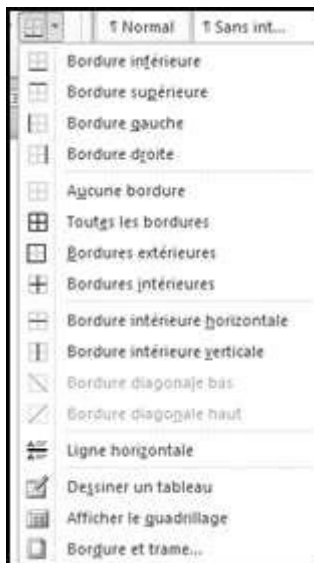 ¶ Normal ¶ Sans int...
Bordure inférieure
Bordure supérieure
Bordure gauche
Bordure droite
Aucune bordure
Toutes les bordures
Bordures extérieures
Bordures intérieures
Bordure intérieure horizontale
Bordure intérieure verticale
Bordure diagonale bas
Bordure diagonale haut
Ligne horizontale
Dessiner un tableau
Afficher le quadrillage
Bordure et trame...